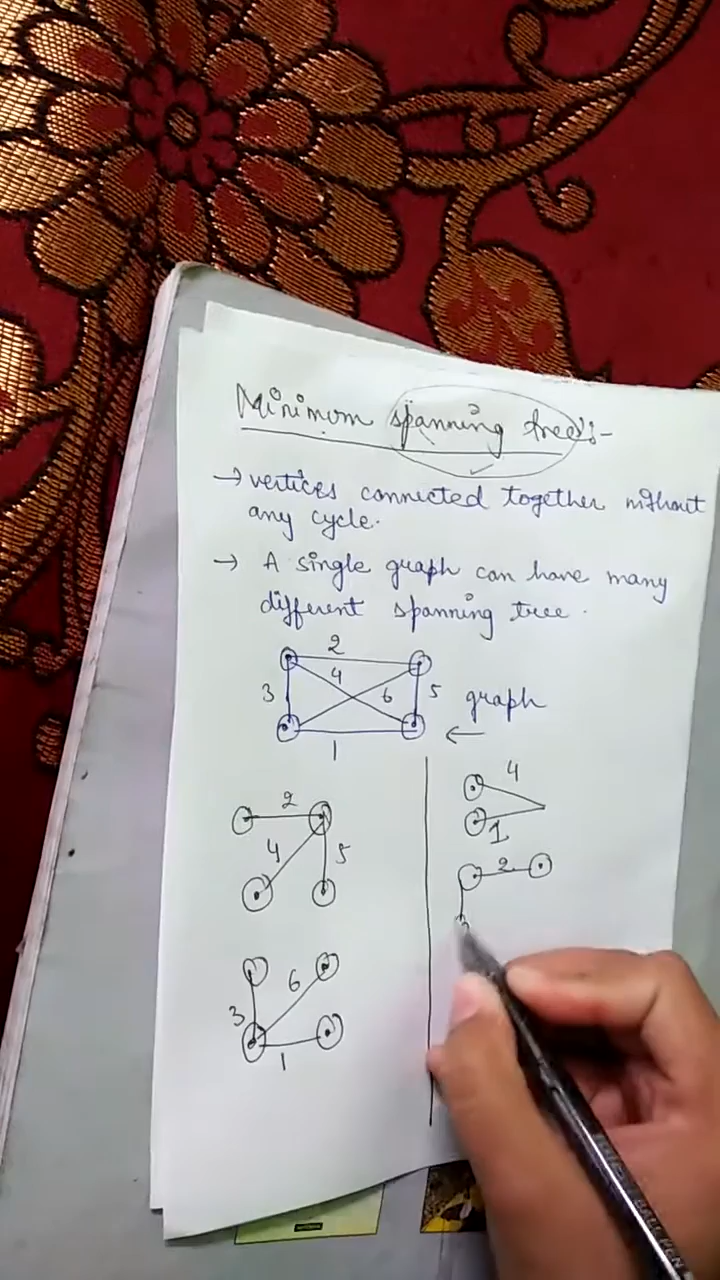 Minimum spanning tree's:-
→ vertices connected together without
any cycle.
→ A single graph can have many
different spanning tree.
2
4
3 6 5 graph
1
2
4 5
4
1
2
6
3
1